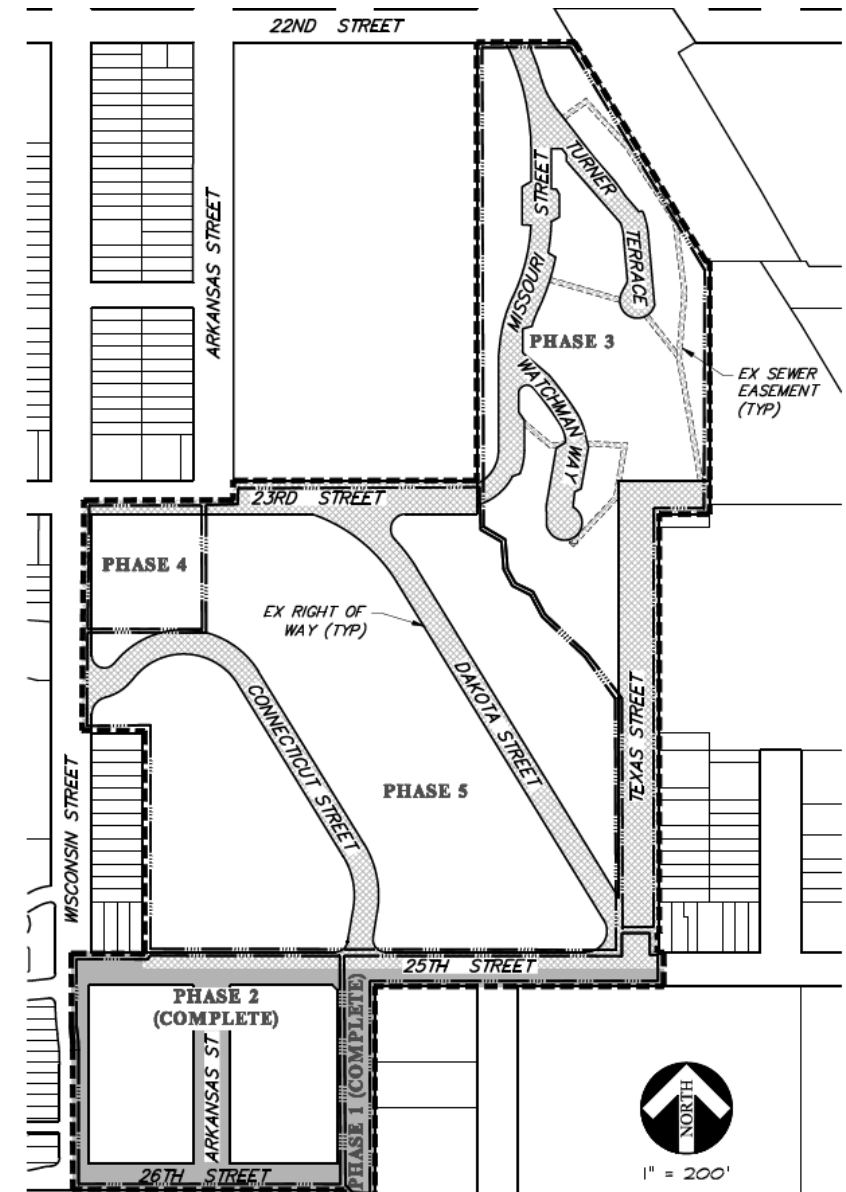 22ND STREET
ARKANSAS STREET
MISSOURI STREET
TURNER TERRACE
PHASE 3
WATCHMAN WAY
EX SEWER
EASEMENT
(TYP)
23RD STREET
PHASE 4
EX RIGHT OF
WAY (TYP)
CONNECTICUT STREET
DAKOTA STREET
TEXAS STREET
WISCONSIN STREET
PHASE 5
25TH STREET
PHASE 2
(COMPLETE)
ARKANSAS ST
PHASE 1 (COMPLETE)
26TH STREET
NORTH
1" = 200'